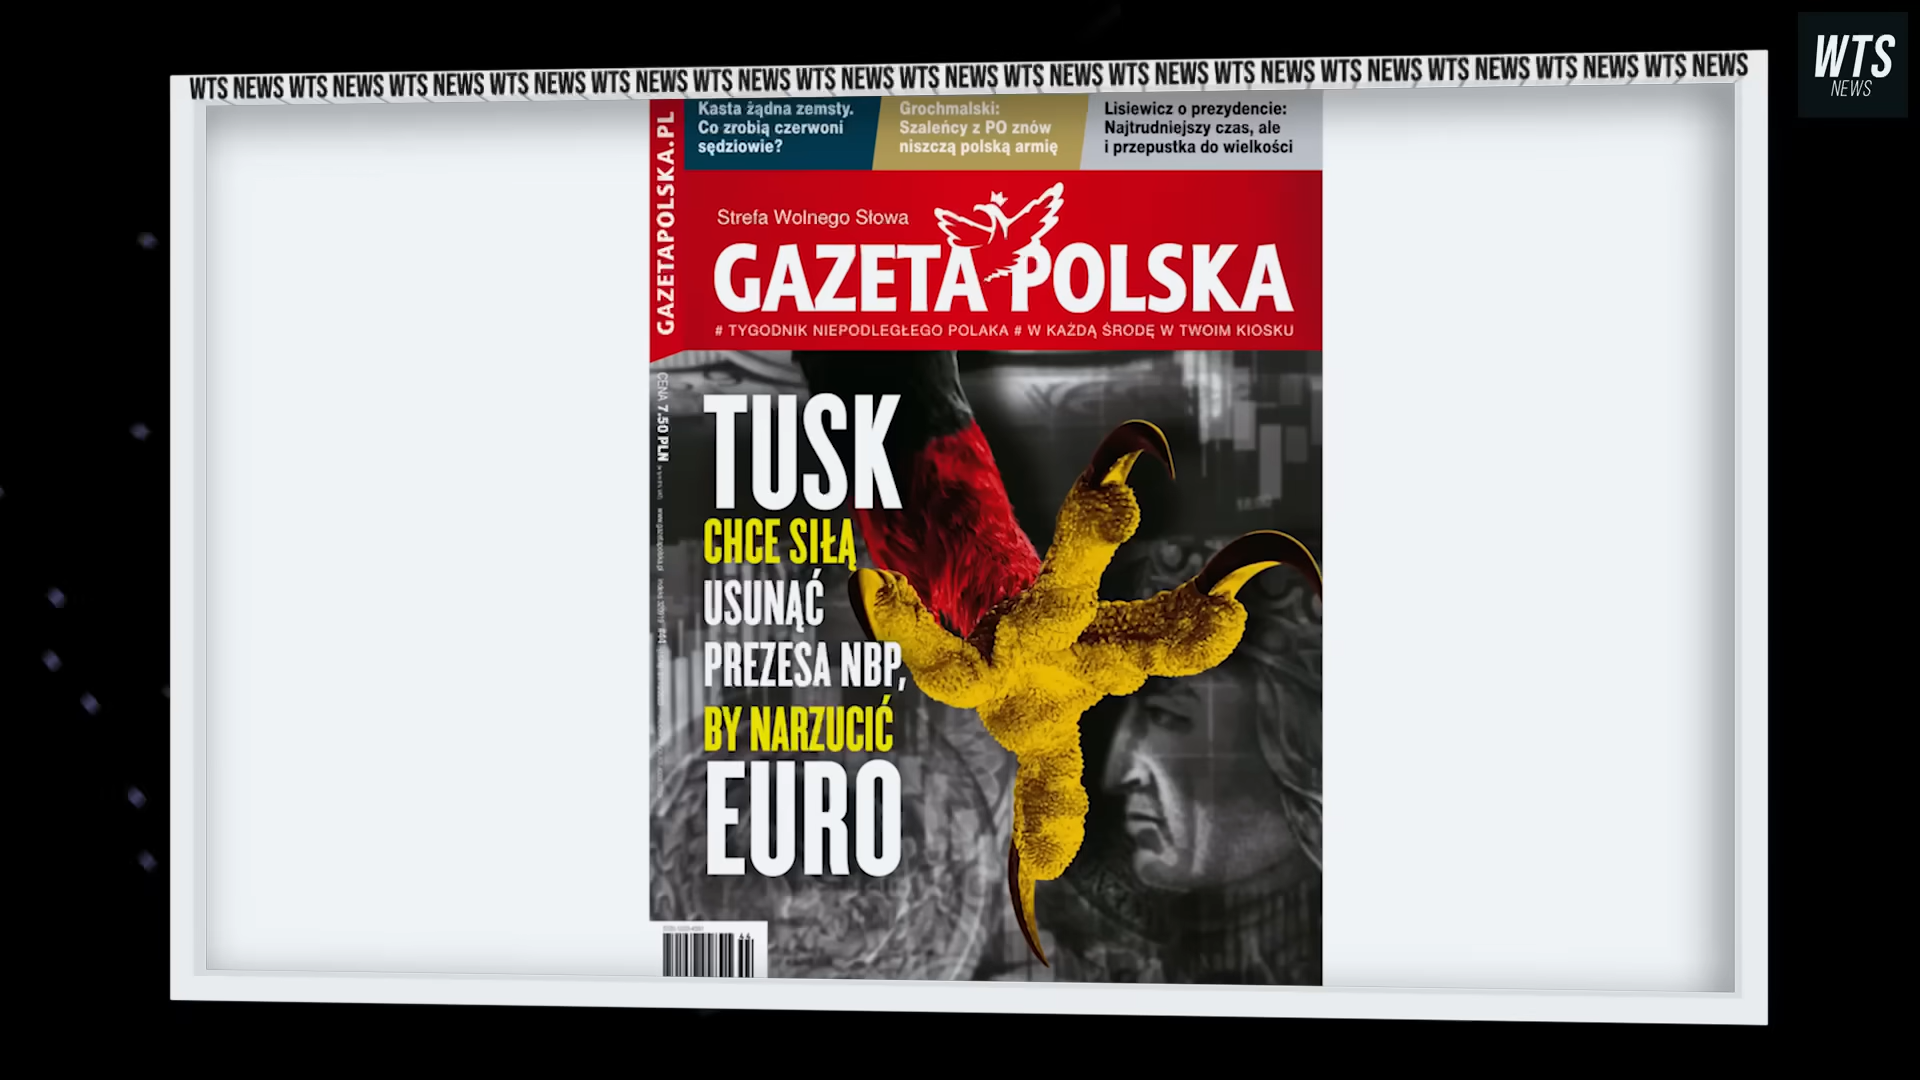 WTS NEWS WTS NEWS WTS NEWS WTS NEWS WTS NEWS WTS NEWS WTS NEWS WTS NEWS WTS NEWS WTS NEWS WTS NEWS WTS NEWS WTS NEWS WTS NEWS WTS NEWS
WTS
NEWS
Kasta żądna zemsty.
Co zrobią czerwoni
sędziowie?
Grochmalski:
Szaleńcy z PO znów
niszczą polską armię
Lisiewicz o prezydencie:
Najtrudniejszy czas, ale
i przepustka do wielkości
GAZETAPOLSKA.PL
Strefa Wolnego Słowa
GAZETA POLSKA
# TYGODNIK NIEPODLEGŁEGO POLAKA # W KAŻDĄ ŚRODĘ W TWOIM KIOSKU
CENA 7.50 PLN
TUSK
CHCE SIŁĄ
USUNĄĆ
PREZESA NBP,
BY NARZUCIĆ
EURO
44